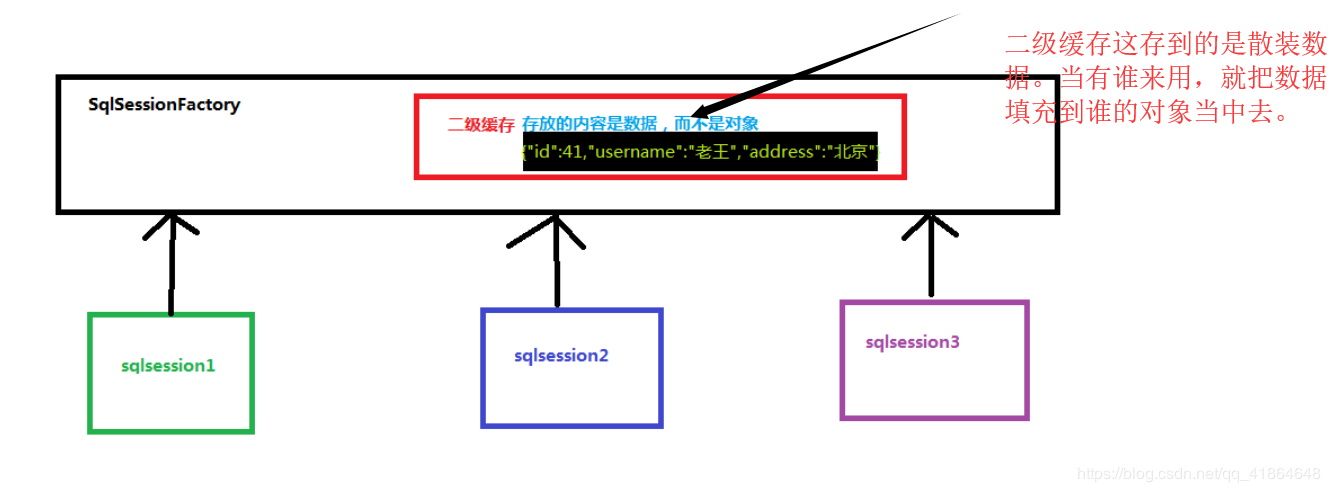 二级缓存这存到的是散装数
据。当有谁来用，就把数据
填充到谁的对象当中去。
SqlSessionFactory
二级缓存 存放的内容是数据，而不是对象
{"id":41,"username":"老王","address":"北京"}
sqlsession1
sqlsession2
sqlsession3
https://blog.csdn.net/qq_41864648